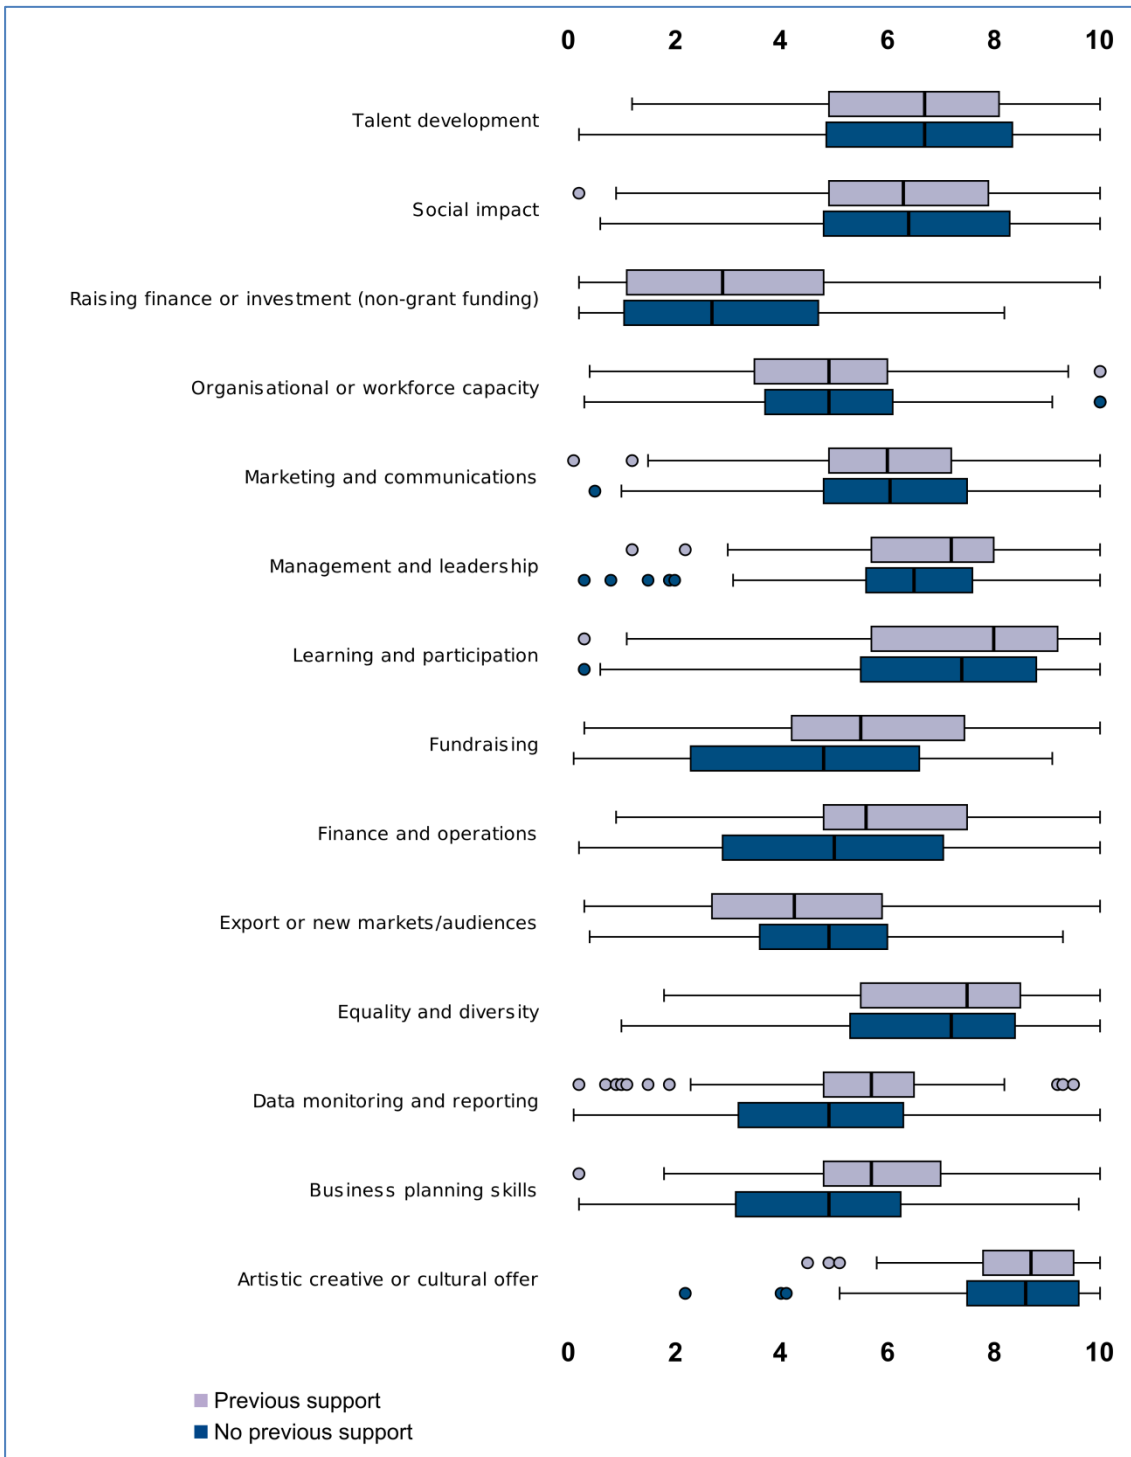 0 2 4 6 8 10
Talent development
Social impact
Raising finance or investment (non-grant funding)
Organisational or workforce capacity
Marketing and communications
Management and leadership
Learning and participation
Fundraising
Finance and operations
Export or new markets/audiences
Equality and diversity
Data monitoring and reporting
Business planning skills
Artistic creative or cultural offer
0 2 4 6 8 10
Previous support
No previous support